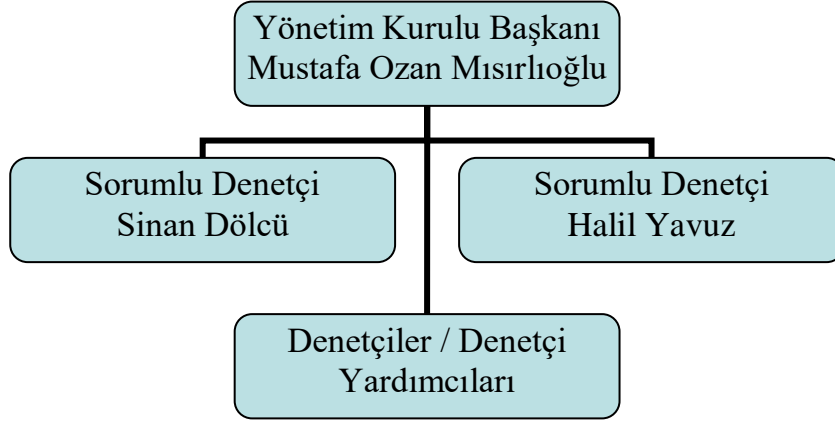 Yönetim Kurulu Başkanı
Mustafa Ozan Mısırlıoğlu
Sorumlu Denetçi
Sinan Dölcü
Sorumlu Denetçi
Halil Yavuz
Denetçiler / Denetçi
Yardımcıları